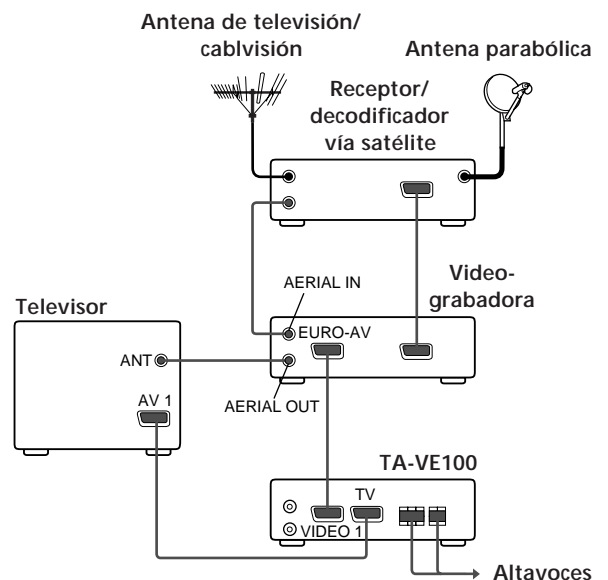 Antena de televisión/
cablvisión
Antena parabólica
Receptor/
decodificador
vía satélite
AERIAL IN
Video-
grabadora
Televisor
EURO-AV
ANT
AV 1
AERIAL OUT
TA-VE100
TV
VIDEO 1
Altavoces